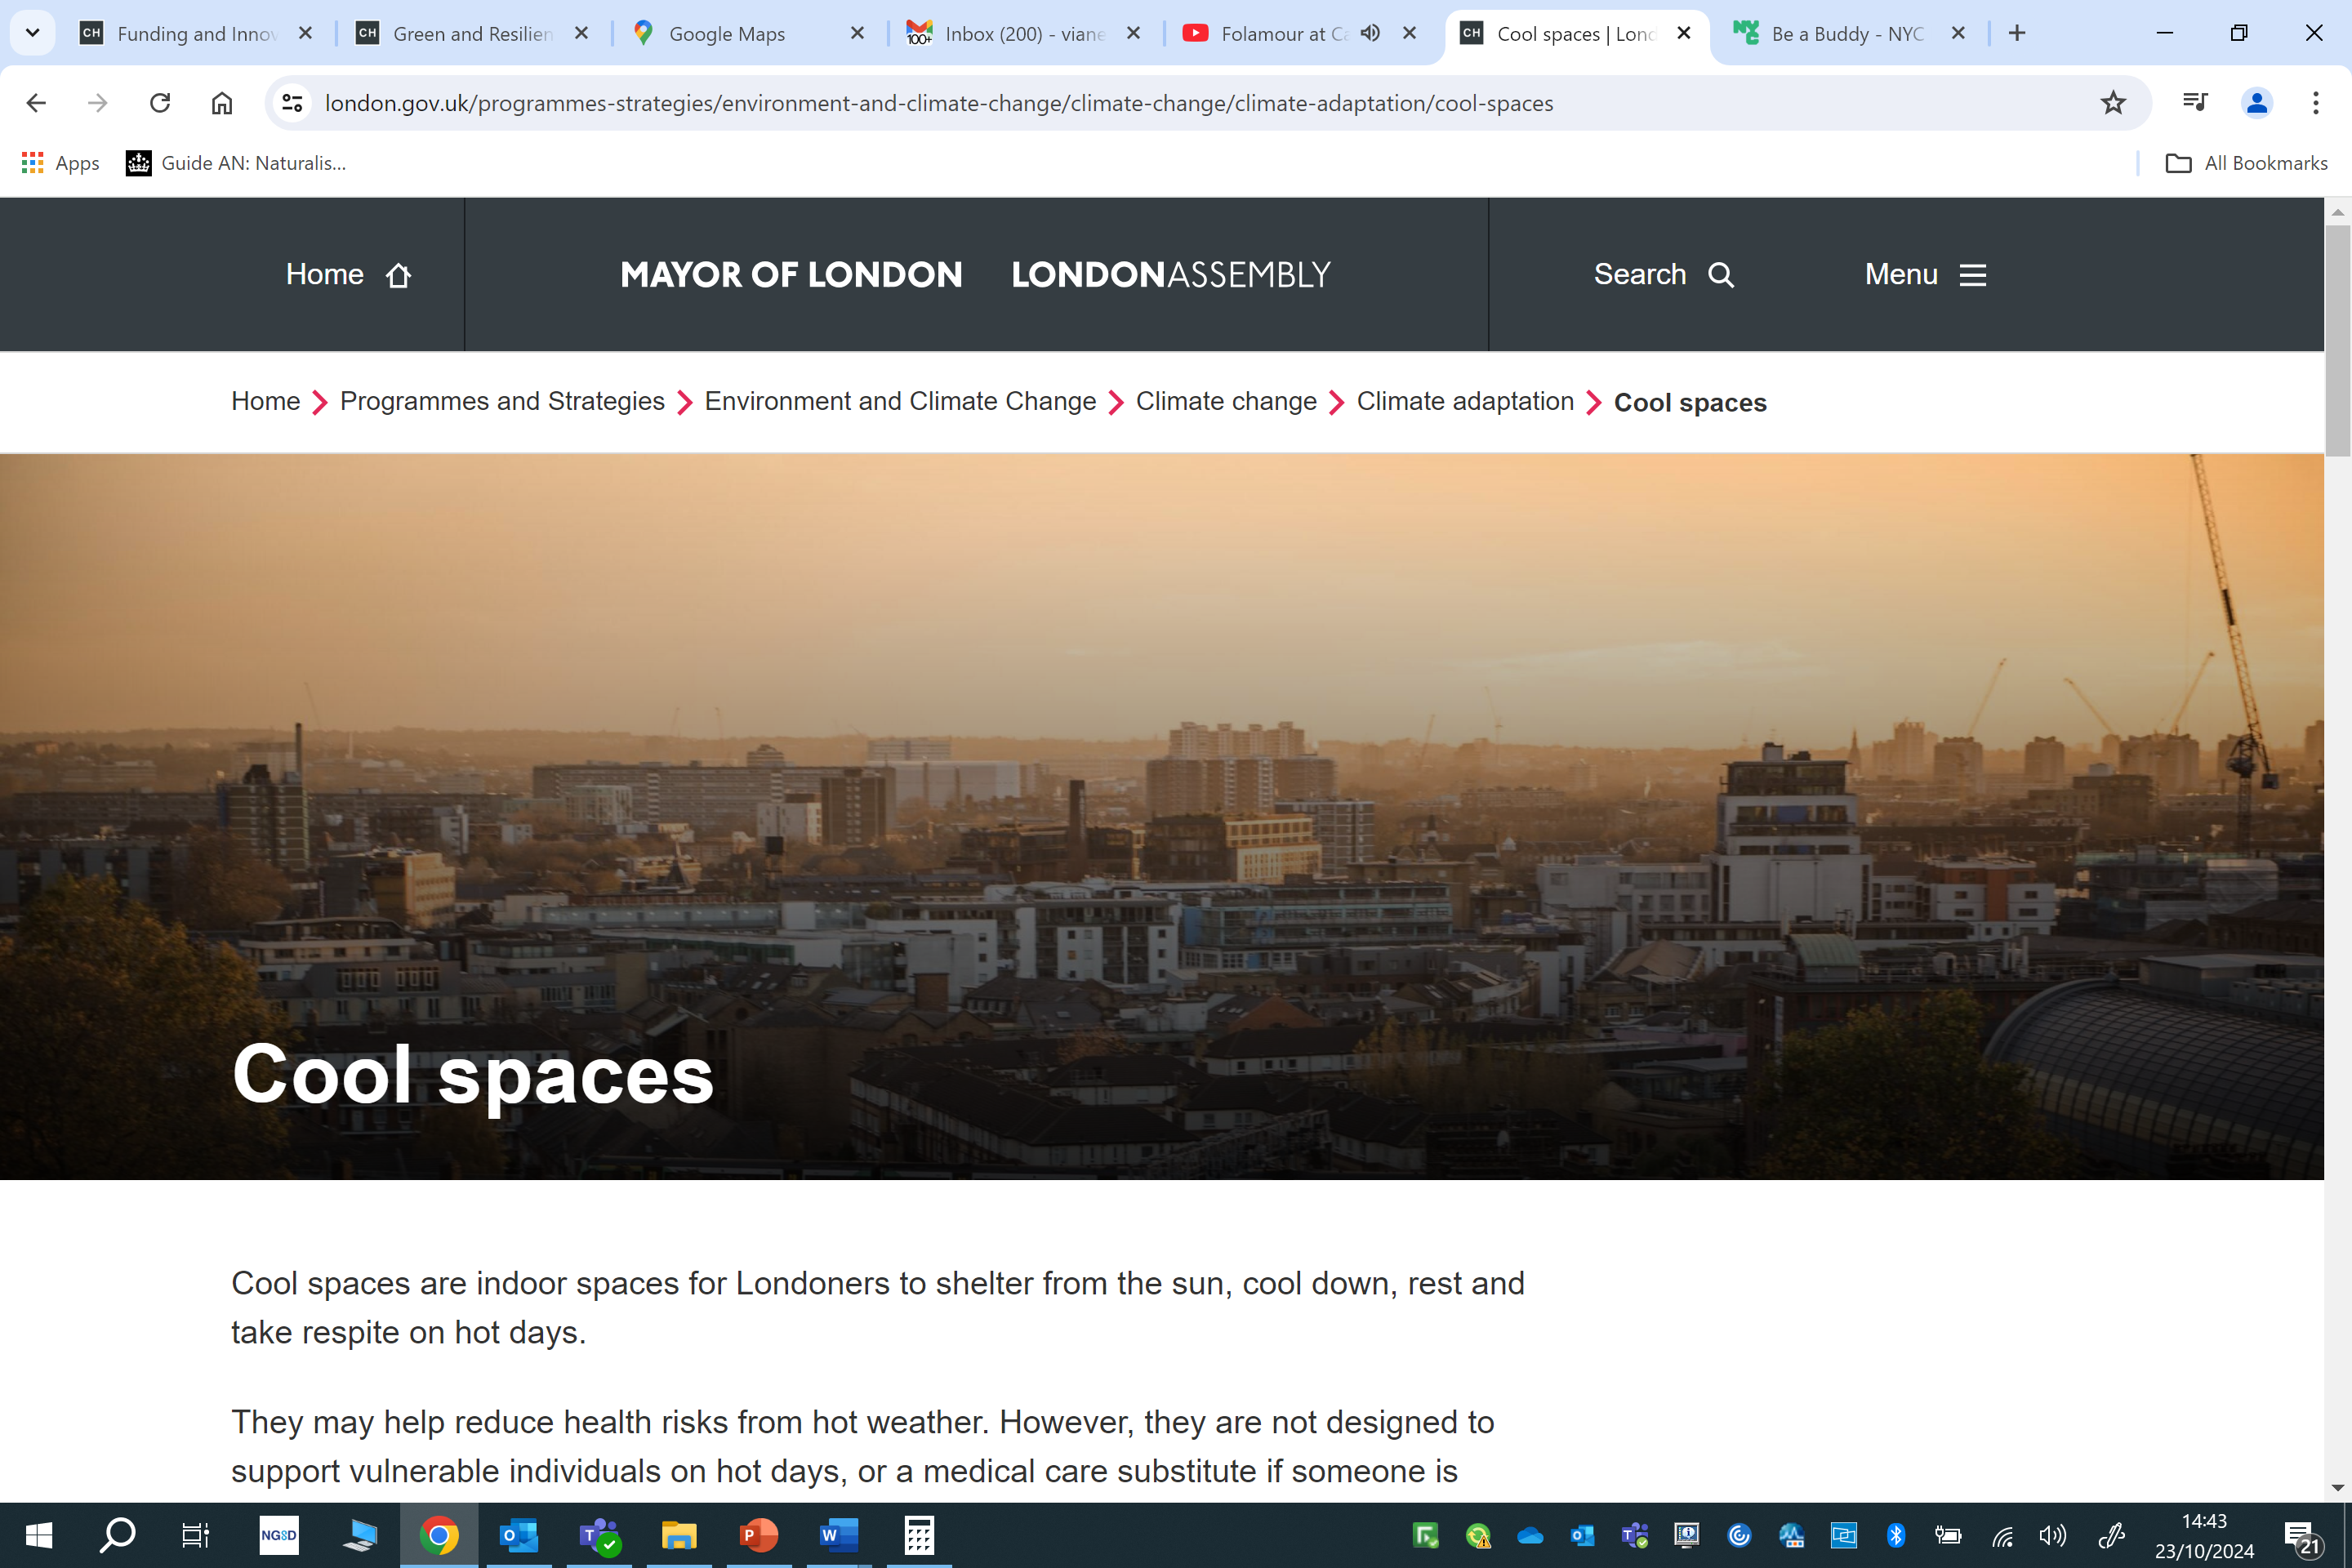 Funding and Innov
Green and Resilien
Google Maps
Inbox (200) - viane
Folamour at Ca
Cool spaces | Lond
Be a Buddy - NYC
london.gov.uk/programmes-strategies/environment-and-climate-change/climate-change/climate-adaptation/cool-spaces
Apps
Guide AN: Naturalis...
All Bookmarks
Home
MAYOR OF LONDON
LONDONASSEMBLY
Search
Menu
Home
Programmes and Strategies
Environment and Climate Change
Climate change
Climate adaptation
Cool spaces
Cool spaces
Cool spaces are indoor spaces for Londoners to shelter from the sun, cool down, rest and
take respite on hot days.
They may help reduce health risks from hot weather. However, they are not designed to
support vulnerable individuals on hot days, or a medical care substitute if someone is
14:43
23/10/2024
21